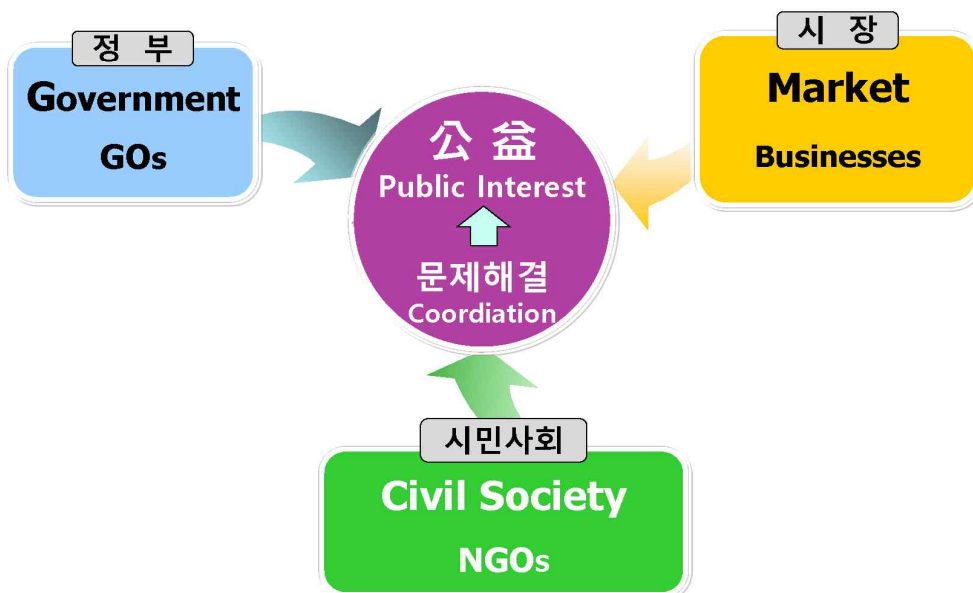 정 부
Government
GOs
시 장
Market
Businesses
公 益
Public Interest
문제해결
Coordiation
시민사회
Civil Society
NGOs